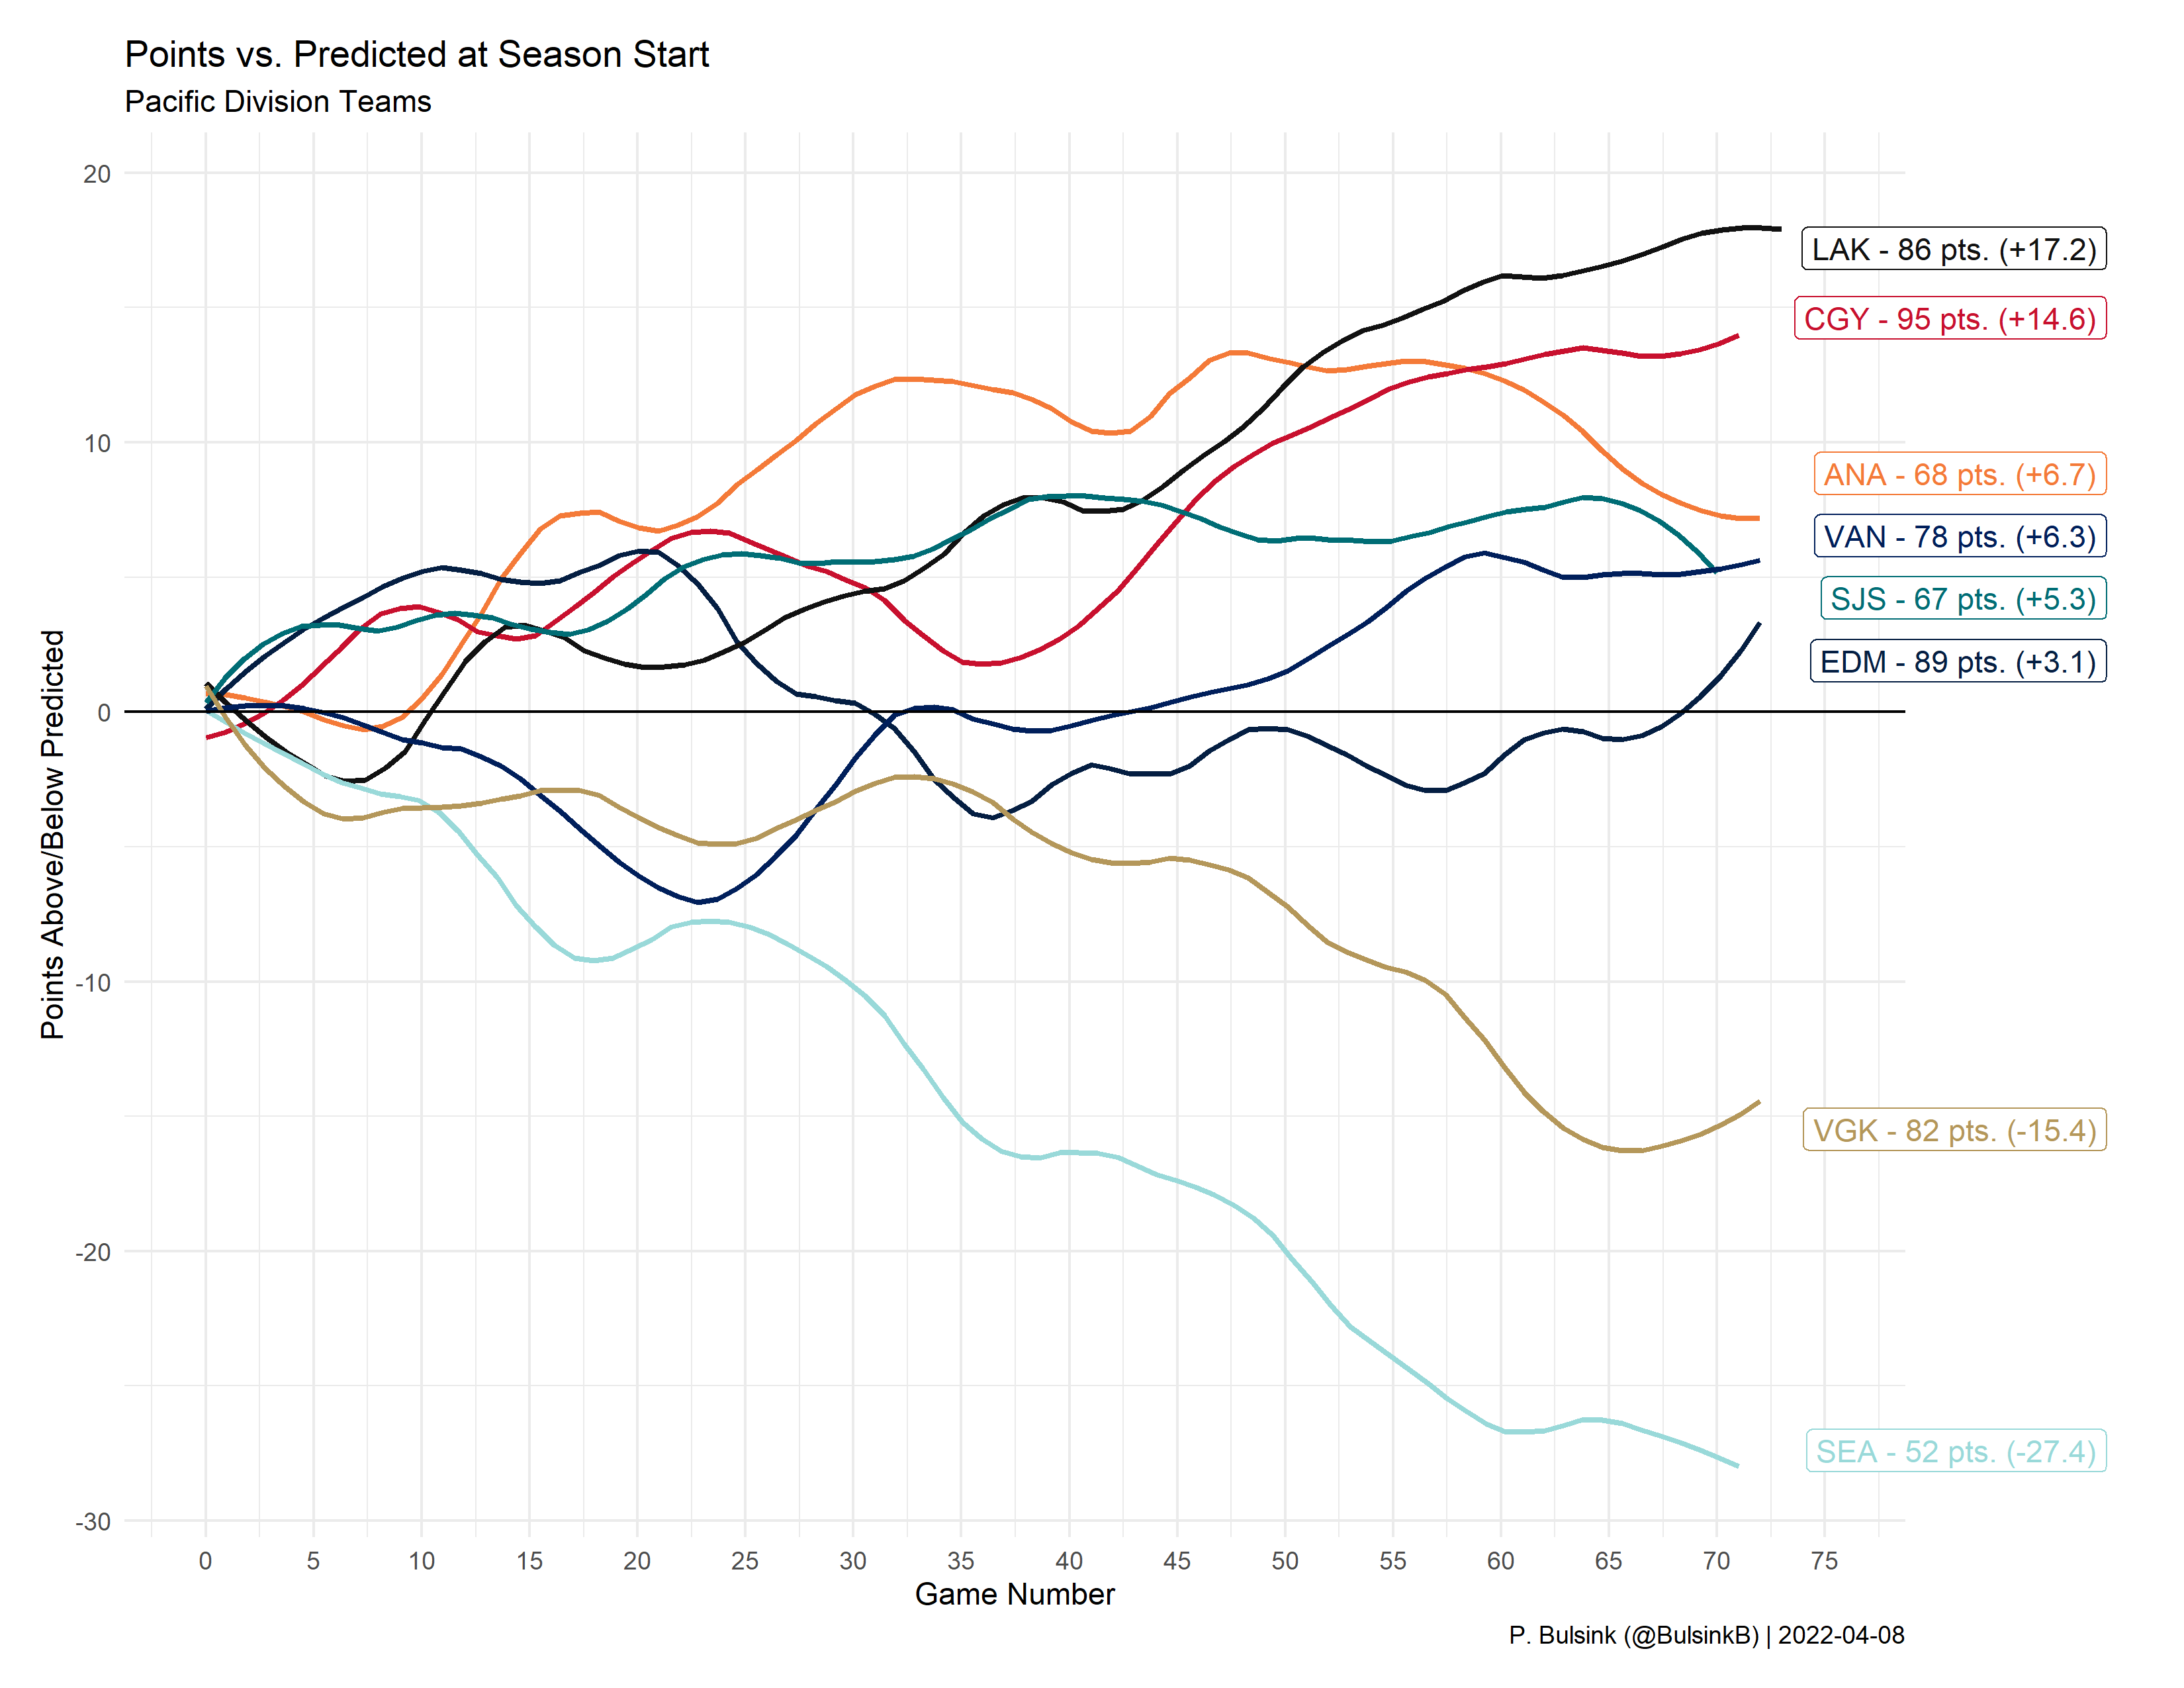 Points vs. Predicted at Season Start
Pacific Division Teams
Points Above/Below Predicted
20
10
0
-10
-20
-30
LAK - 86 pts. (+17.2)
CGY - 95 pts. (+14.6)
ANA - 68 pts. (+6.7)
VAN - 78 pts. (+6.3)
SJS - 67 pts. (+5.3)
EDM - 89 pts. (+3.1)
VGK - 82 pts. (-15.4)
SEA - 52 pts. (-27.4)
0 5 10 15 20 25 30 35 40 45 50 55 60 65 70 75
Game Number
P. Bulsink (@BulsinkB) | 2022-04-08